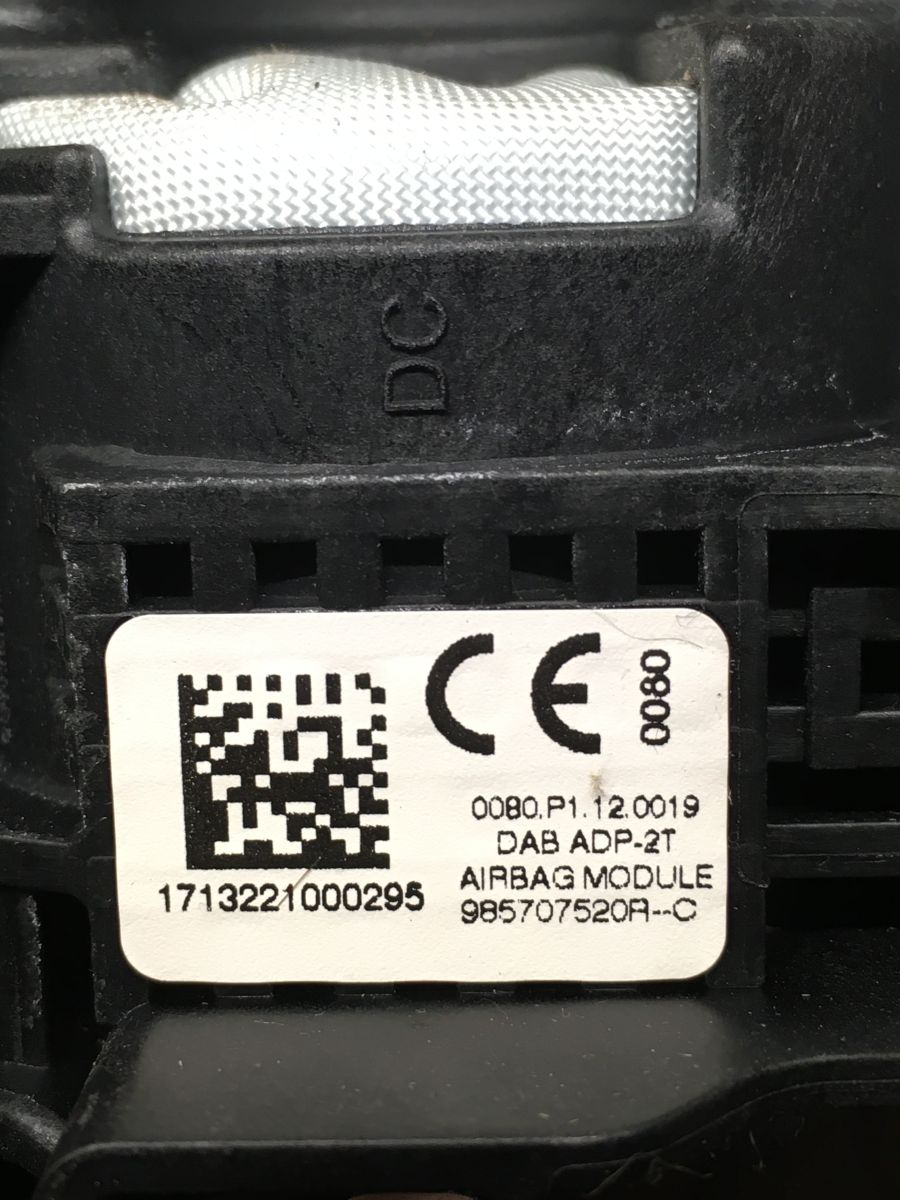 DC
CE
0080
0080.P1.12.0019
DAB ADP-2T
AIRBAG MODULE
985707520R--C
1713221000295